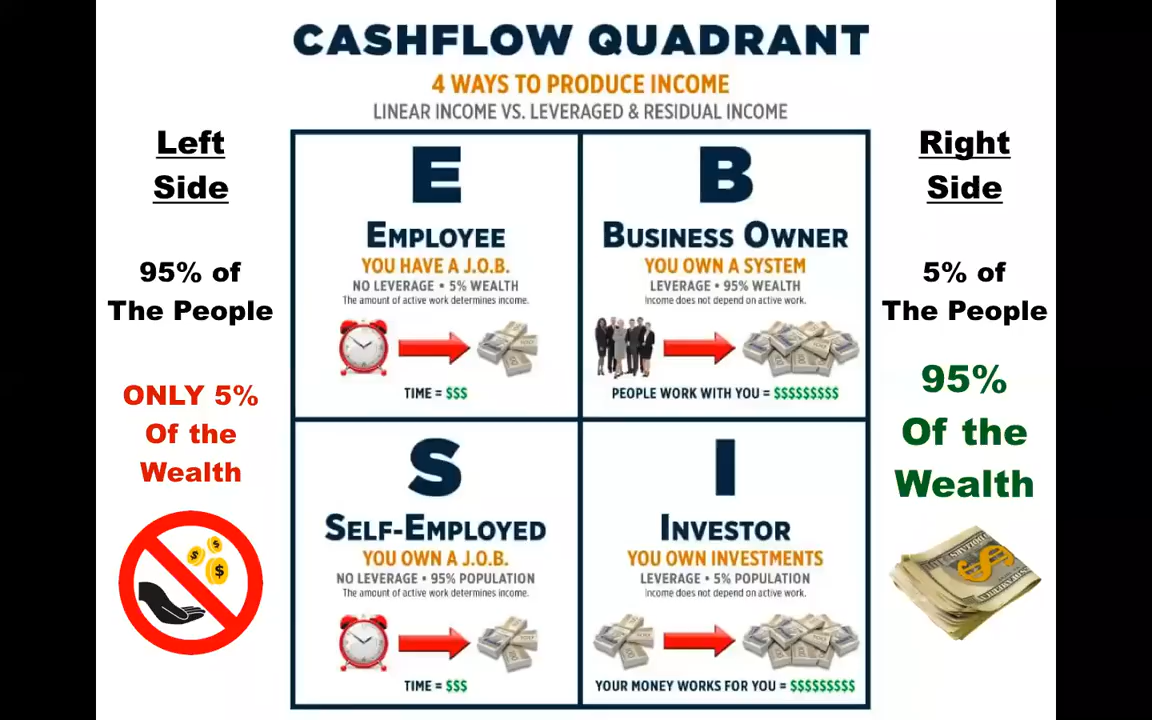 CASHFLOW QUADRANT
4 WAYS TO PRODUCE INCOME
LINEAR INCOME VS. LEVERAGED & RESIDUAL INCOME
Left
Side
95% of
The People
ONLY 5%
Of the
Wealth
E
EMPLOYEE
YOU HAVE A J.O.B.
NO LEVERAGE • 5% WEALTH
The amount of active work determines income.
TIME = $$$
B
BUSINESS OWNER
YOU OWN A SYSTEM
LEVERAGE • 95% WEALTH
Income does not depend on active work.
PEOPLE WORK WITH YOU = $$$$$$$$$
S
SELF-EMPLOYED
YOU OWN A J.O.B.
NO LEVERAGE • 95% POPULATION
The amount of active work determines income.
TIME = $$$
I
INVESTOR
YOU OWN INVESTMENTS
LEVERAGE • 5% POPULATION
Income does not depend on active work.
YOUR MONEY WORKS FOR YOU = $$$$$$$$$
Right
Side
5% of
The People
95%
Of the
Wealth